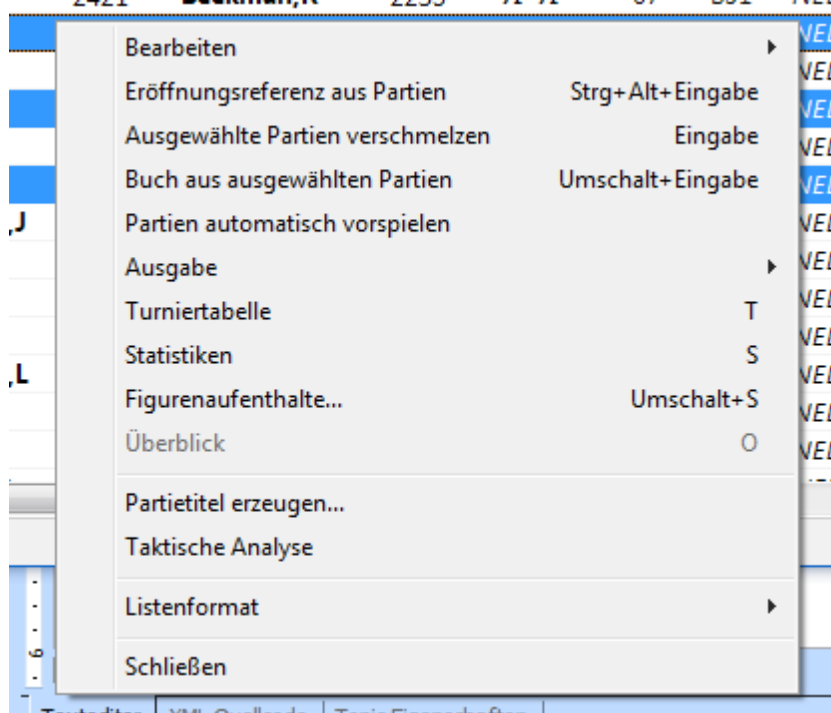 2421
Bearbeiten
Eröffnungsreferenz aus Partien Strg+Alt+Eingabe
Ausgewählte Partien verschmelzen Eingabe
Buch aus ausgewählten Partien Umschalt+Eingabe
,J Partien automatisch vorspielen
Ausgabe
Turniertabelle T
Statistiken S
,L
Figurenaufenthalte... Umschalt+S
Überblick O
Partietitel erzeugen...
Taktische Analyse
Listenformat
Schließen